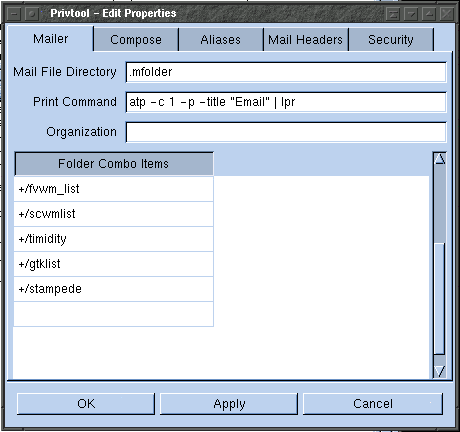 Privtool – Edit Properties
Mailer Compose Aliases Mail Headers Security
Mail File Directory .mfolder
Print Command atp –c 1 –p –title "Email" | lpr
Organization
Folder Combo Items
+/fvwm_list
+/scwmlist
+/timidity
+/gtklist
+/stampede
OK Apply Cancel